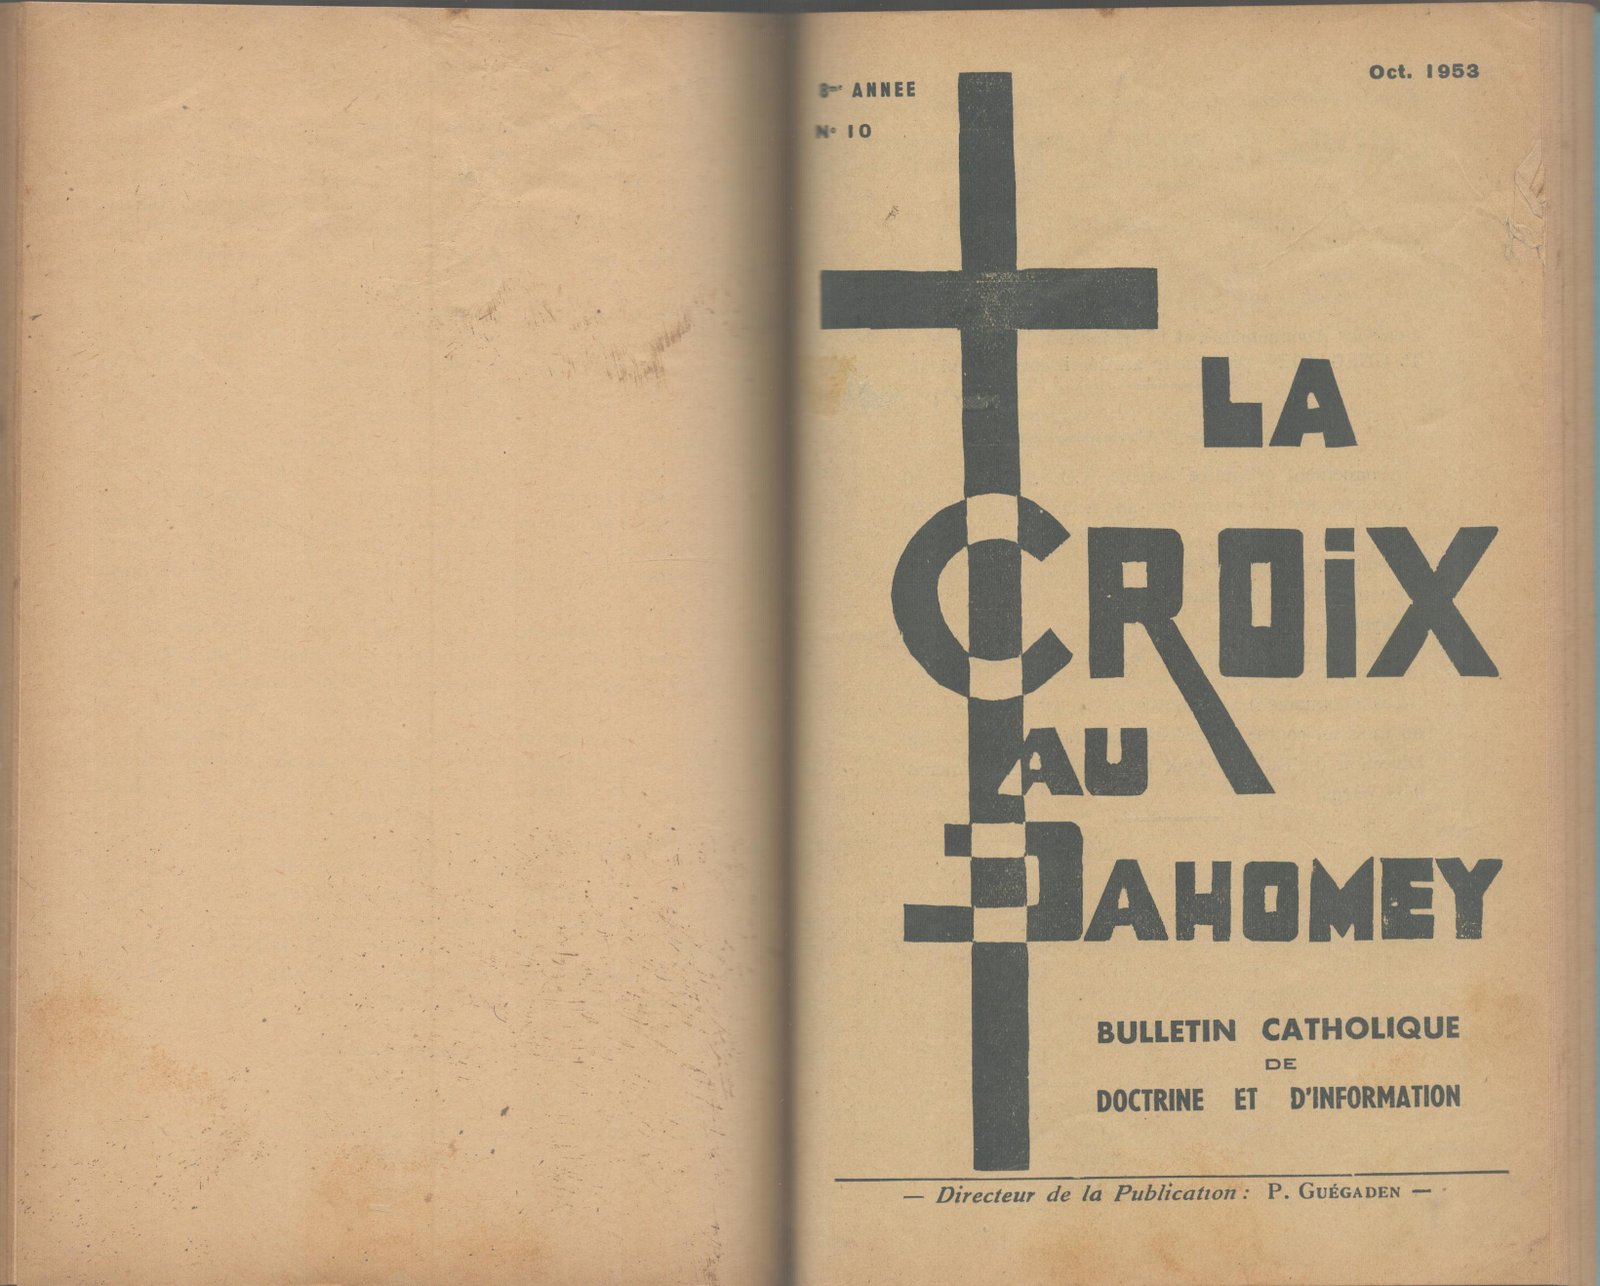 8me ANNEE
No 10
Oct. 1953
LA
CROiX
AU
DAHOMEY
BULLETIN CATHOLIQUE
DE
DOCTRINE ET D'INFORMATION
— Directeur de la Publication : P. GUÉGADEN —